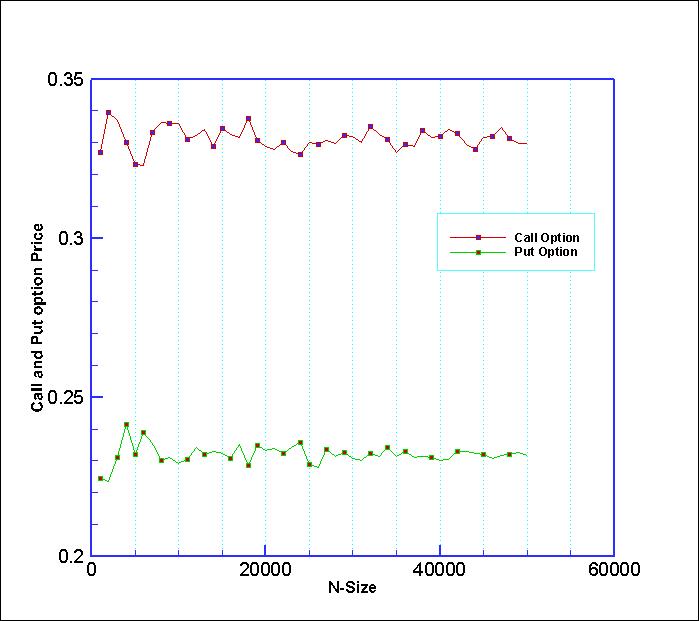 0.35
0.3
0.25
0.2
Call and Put option Price
Call Option
Put Option
0
20000
40000
60000
N-Size